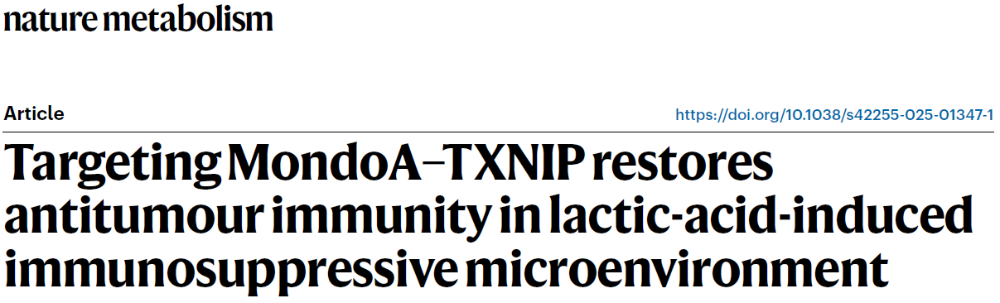 nature metabolism
Article
https://doi.org/10.1038/s42255-025-01347-1
Targeting MondoA–TXNIP restores
antitumour immunity in lactic-acid-induced
immunosuppressive microenvironment